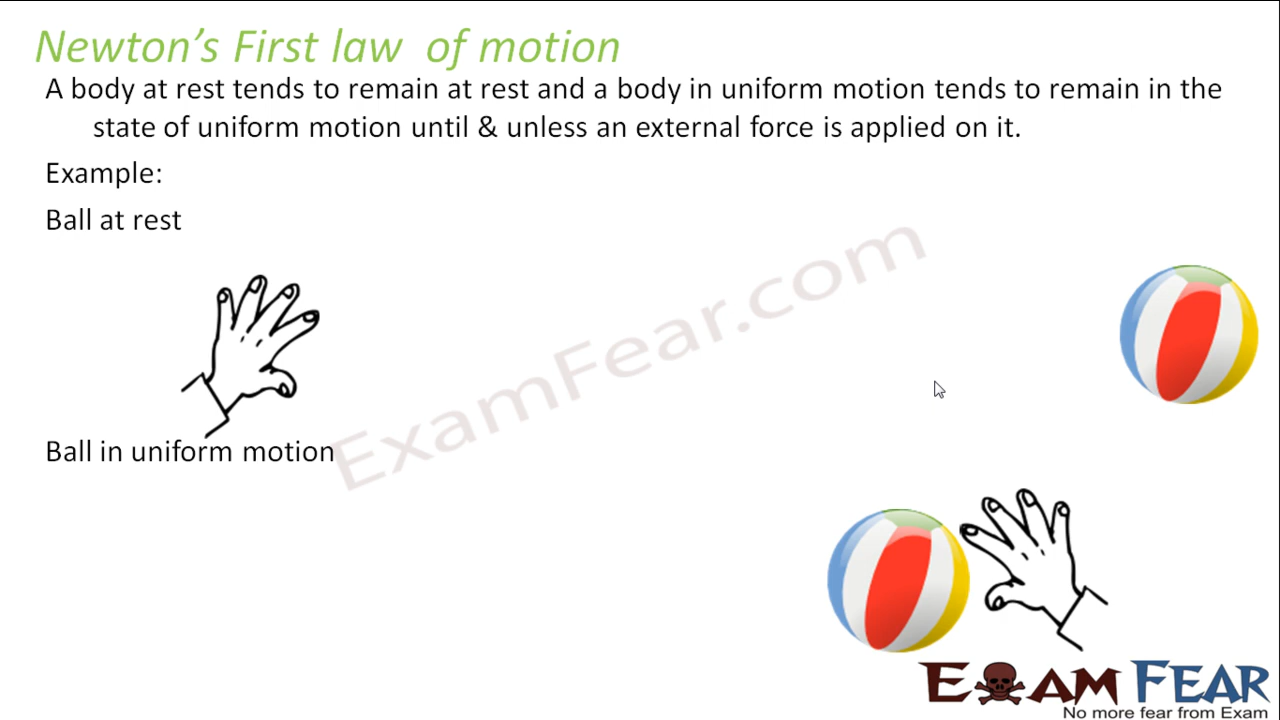 Newton’s First law of motion
A body at rest tends to remain at rest and a body in uniform motion tends to remain in the
state of uniform motion until & unless an external force is applied on it.
Example:
Ball at rest
ExamFear.com
Ball in uniform motion
EXAM FEAR
No more fear from Exam